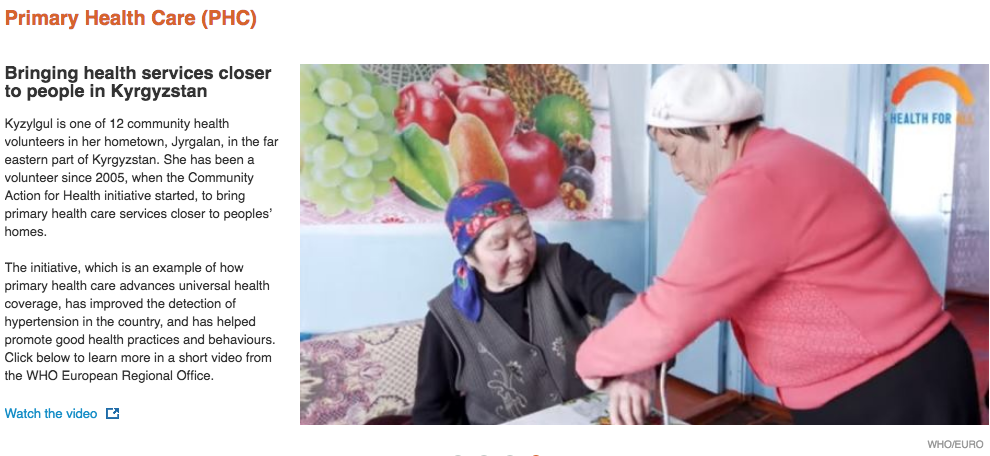 Primary Health Care (PHC)
Bringing health services closer
to people in Kyrgyzstan
Kyzylgul is one of 12 community health
volunteers in her hometown, Jyrgalan, in the far
eastern part of Kyrgyzstan. She has been a
volunteer since 2005, when the Community
Action for Health initiative started, to bring
primary health care services closer to peoples’
homes.
The initiative, which is an example of how
primary health care advances universal health
coverage, has improved the detection of
hypertension in the country, and has helped
promote good health practices and behaviours.
Click below to learn more in a short video from
the WHO European Regional Office.
Watch the video
HEALTH FOR ALL
WHO/EURO